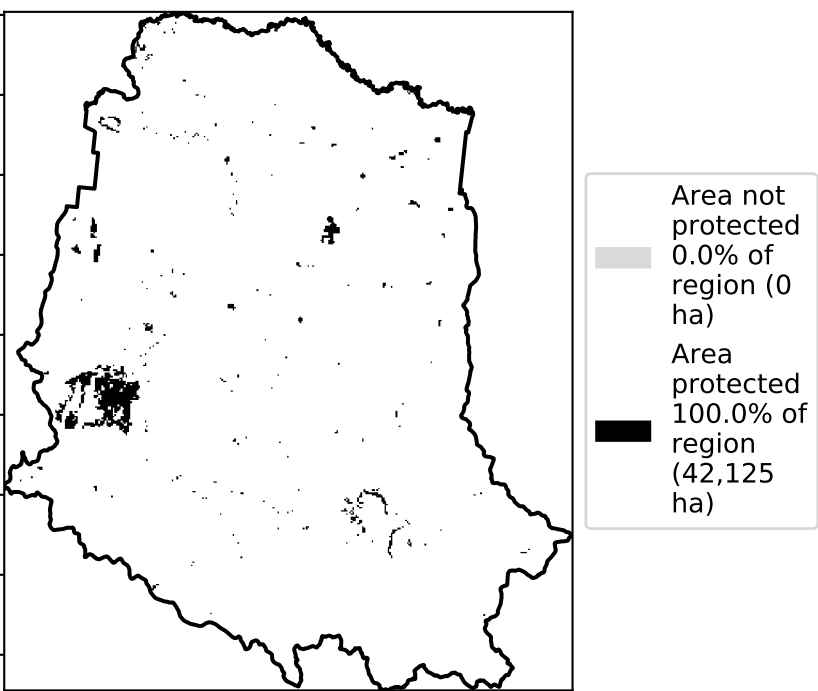 Area not
protected
0.0% of
region (0
ha)
Area
protected
100.0% of
region
(42,125
ha)